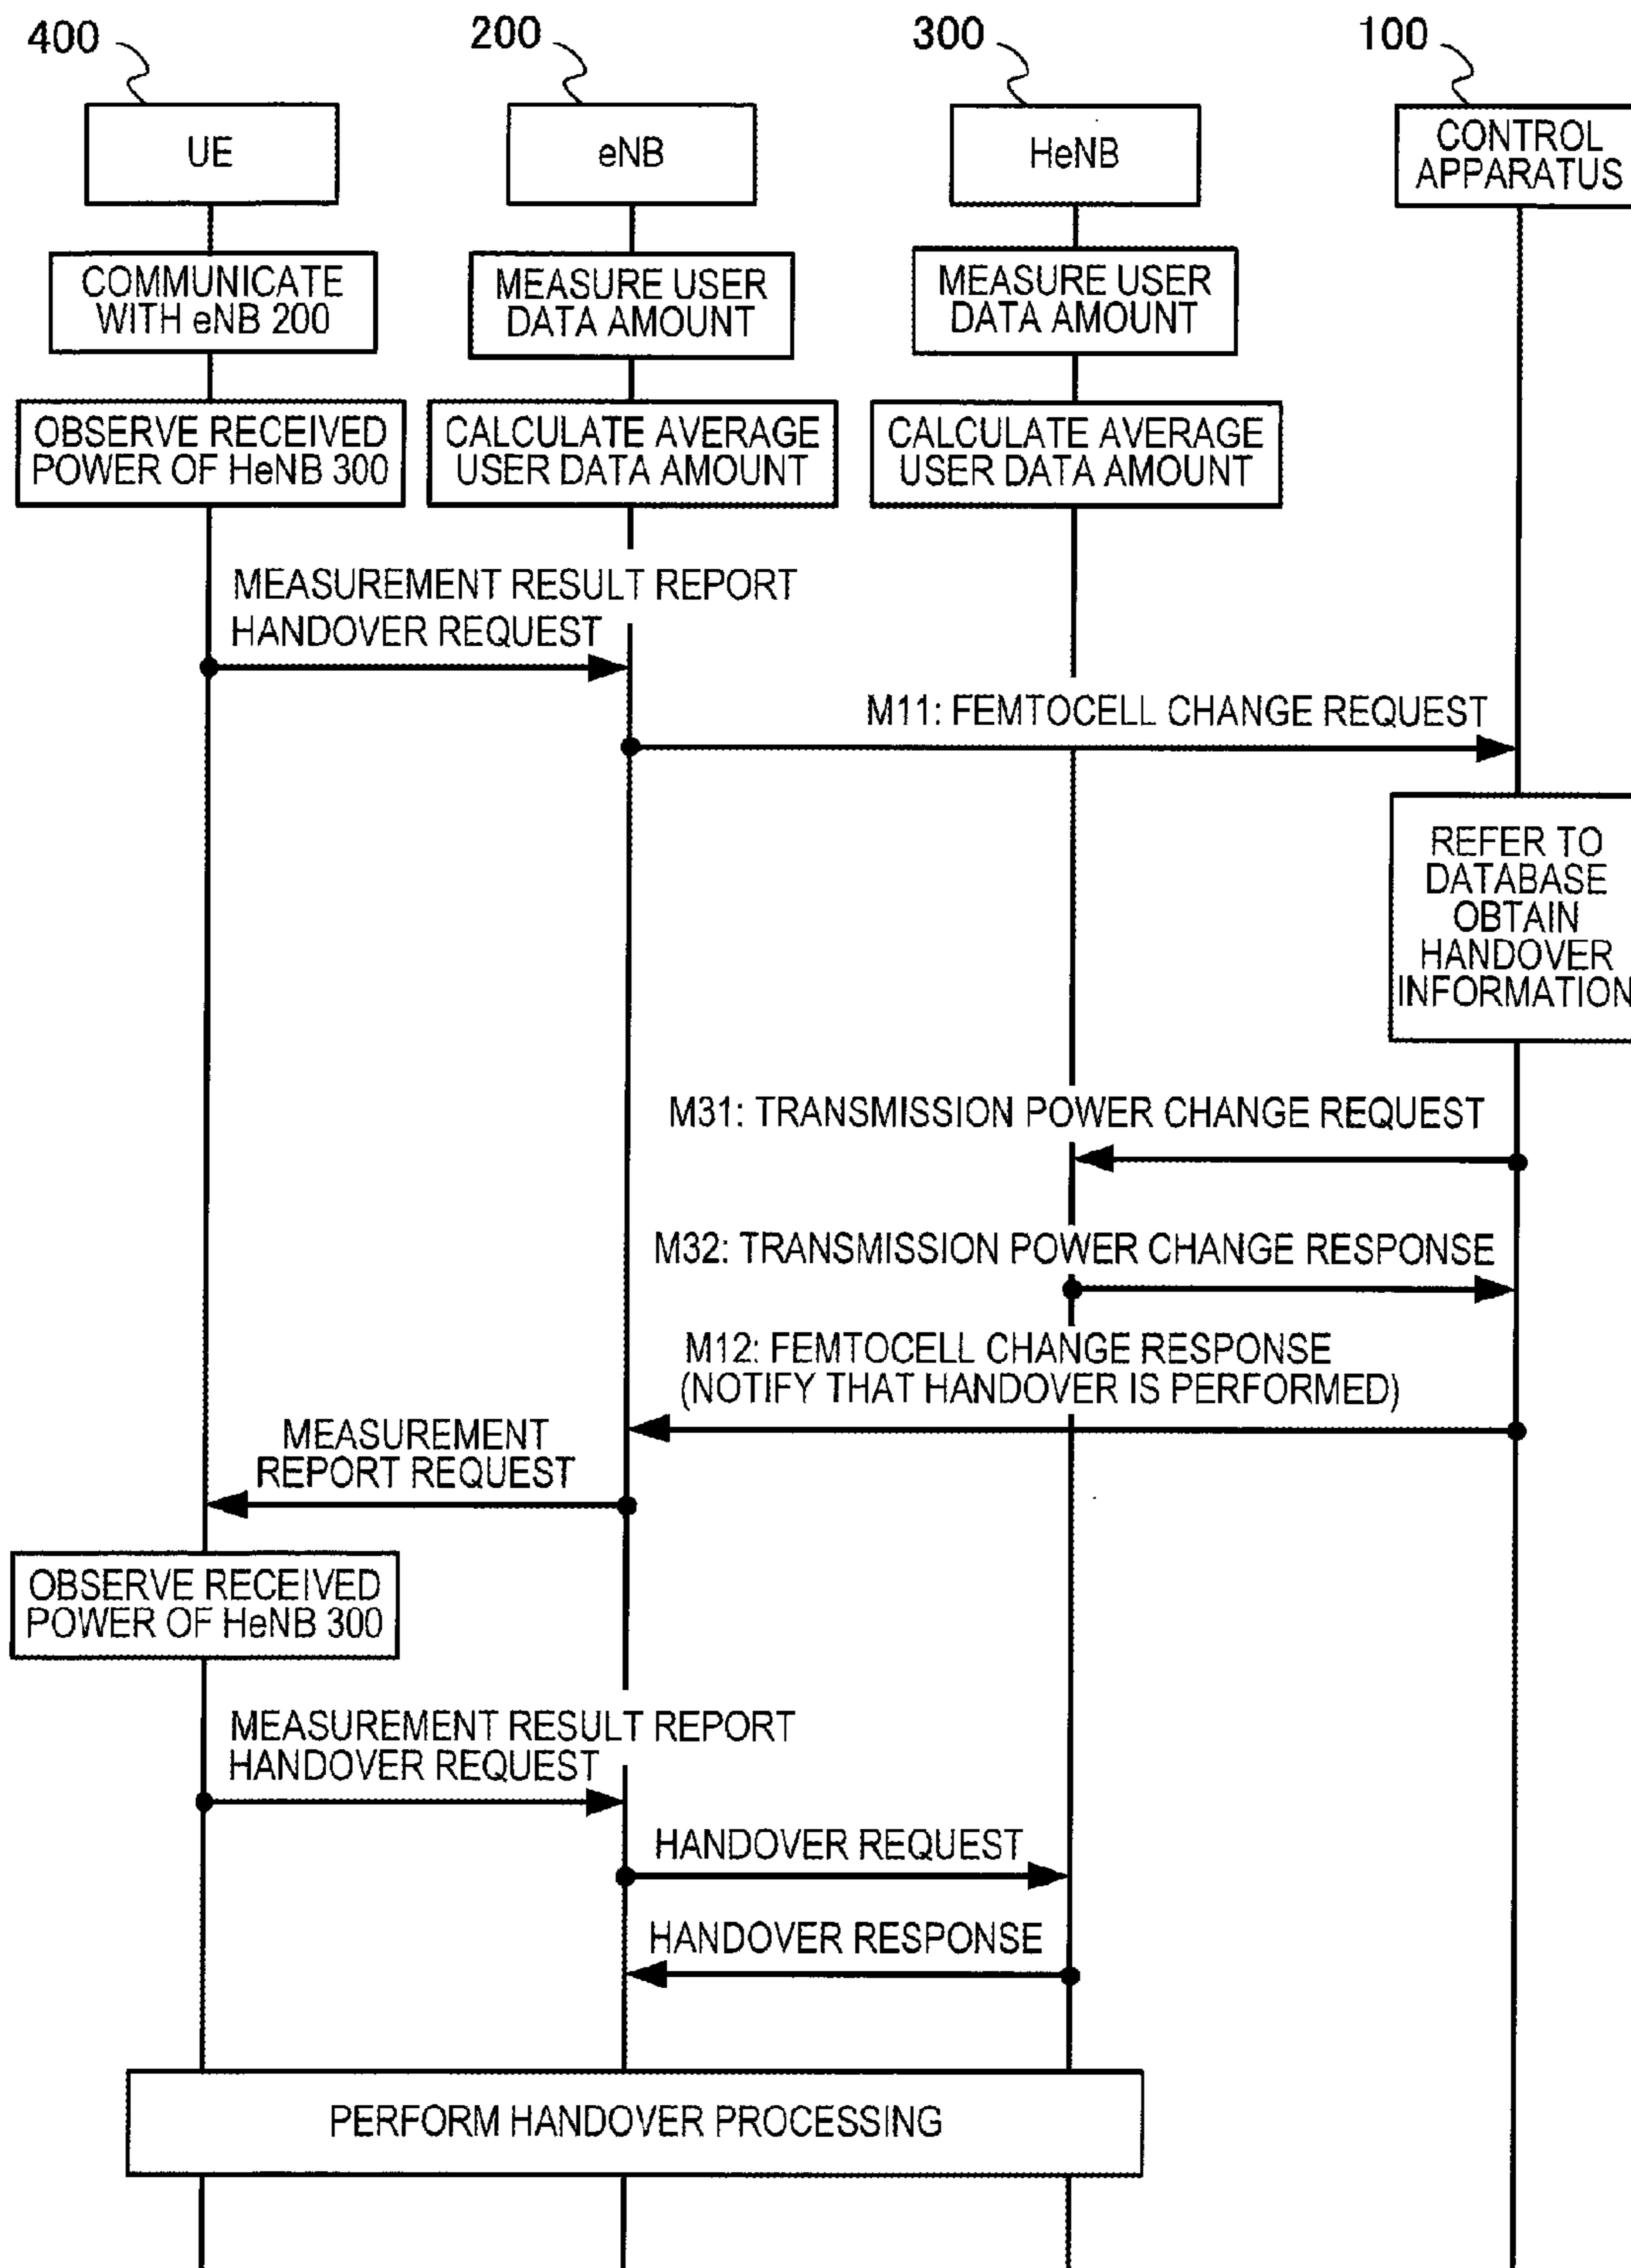 400
200
300
100
UE
eNB
HeNB
CONTROL
APPARATUS
COMMUNICATE
WITH eNB 200
MEASURE USER
DATA AMOUNT
MEASURE USER
DATA AMOUNT
OBSERVE RECEIVED
POWER OF HeNB 300
CALCULATE AVERAGE
USER DATA AMOUNT
CALCULATE AVERAGE
USER DATA AMOUNT
MEASUREMENT RESULT REPORT
HANDOVER REQUEST
M11: FEMTOCELL CHANGE REQUEST
REFER TO
DATABASE
OBTAIN
HANDOVER
INFORMATION
M31: TRANSMISSION POWER CHANGE REQUEST
M32: TRANSMISSION POWER CHANGE RESPONSE
M12: FEMTOCELL CHANGE RESPONSE
(NOTIFY THAT HANDOVER IS PERFORMED)
MEASUREMENT
REPORT REQUEST
OBSERVE RECEIVED
POWER OF HeNB 300
MEASUREMENT RESULT REPORT
HANDOVER REQUEST
HANDOVER REQUEST
HANDOVER RESPONSE
PERFORM HANDOVER PROCESSING